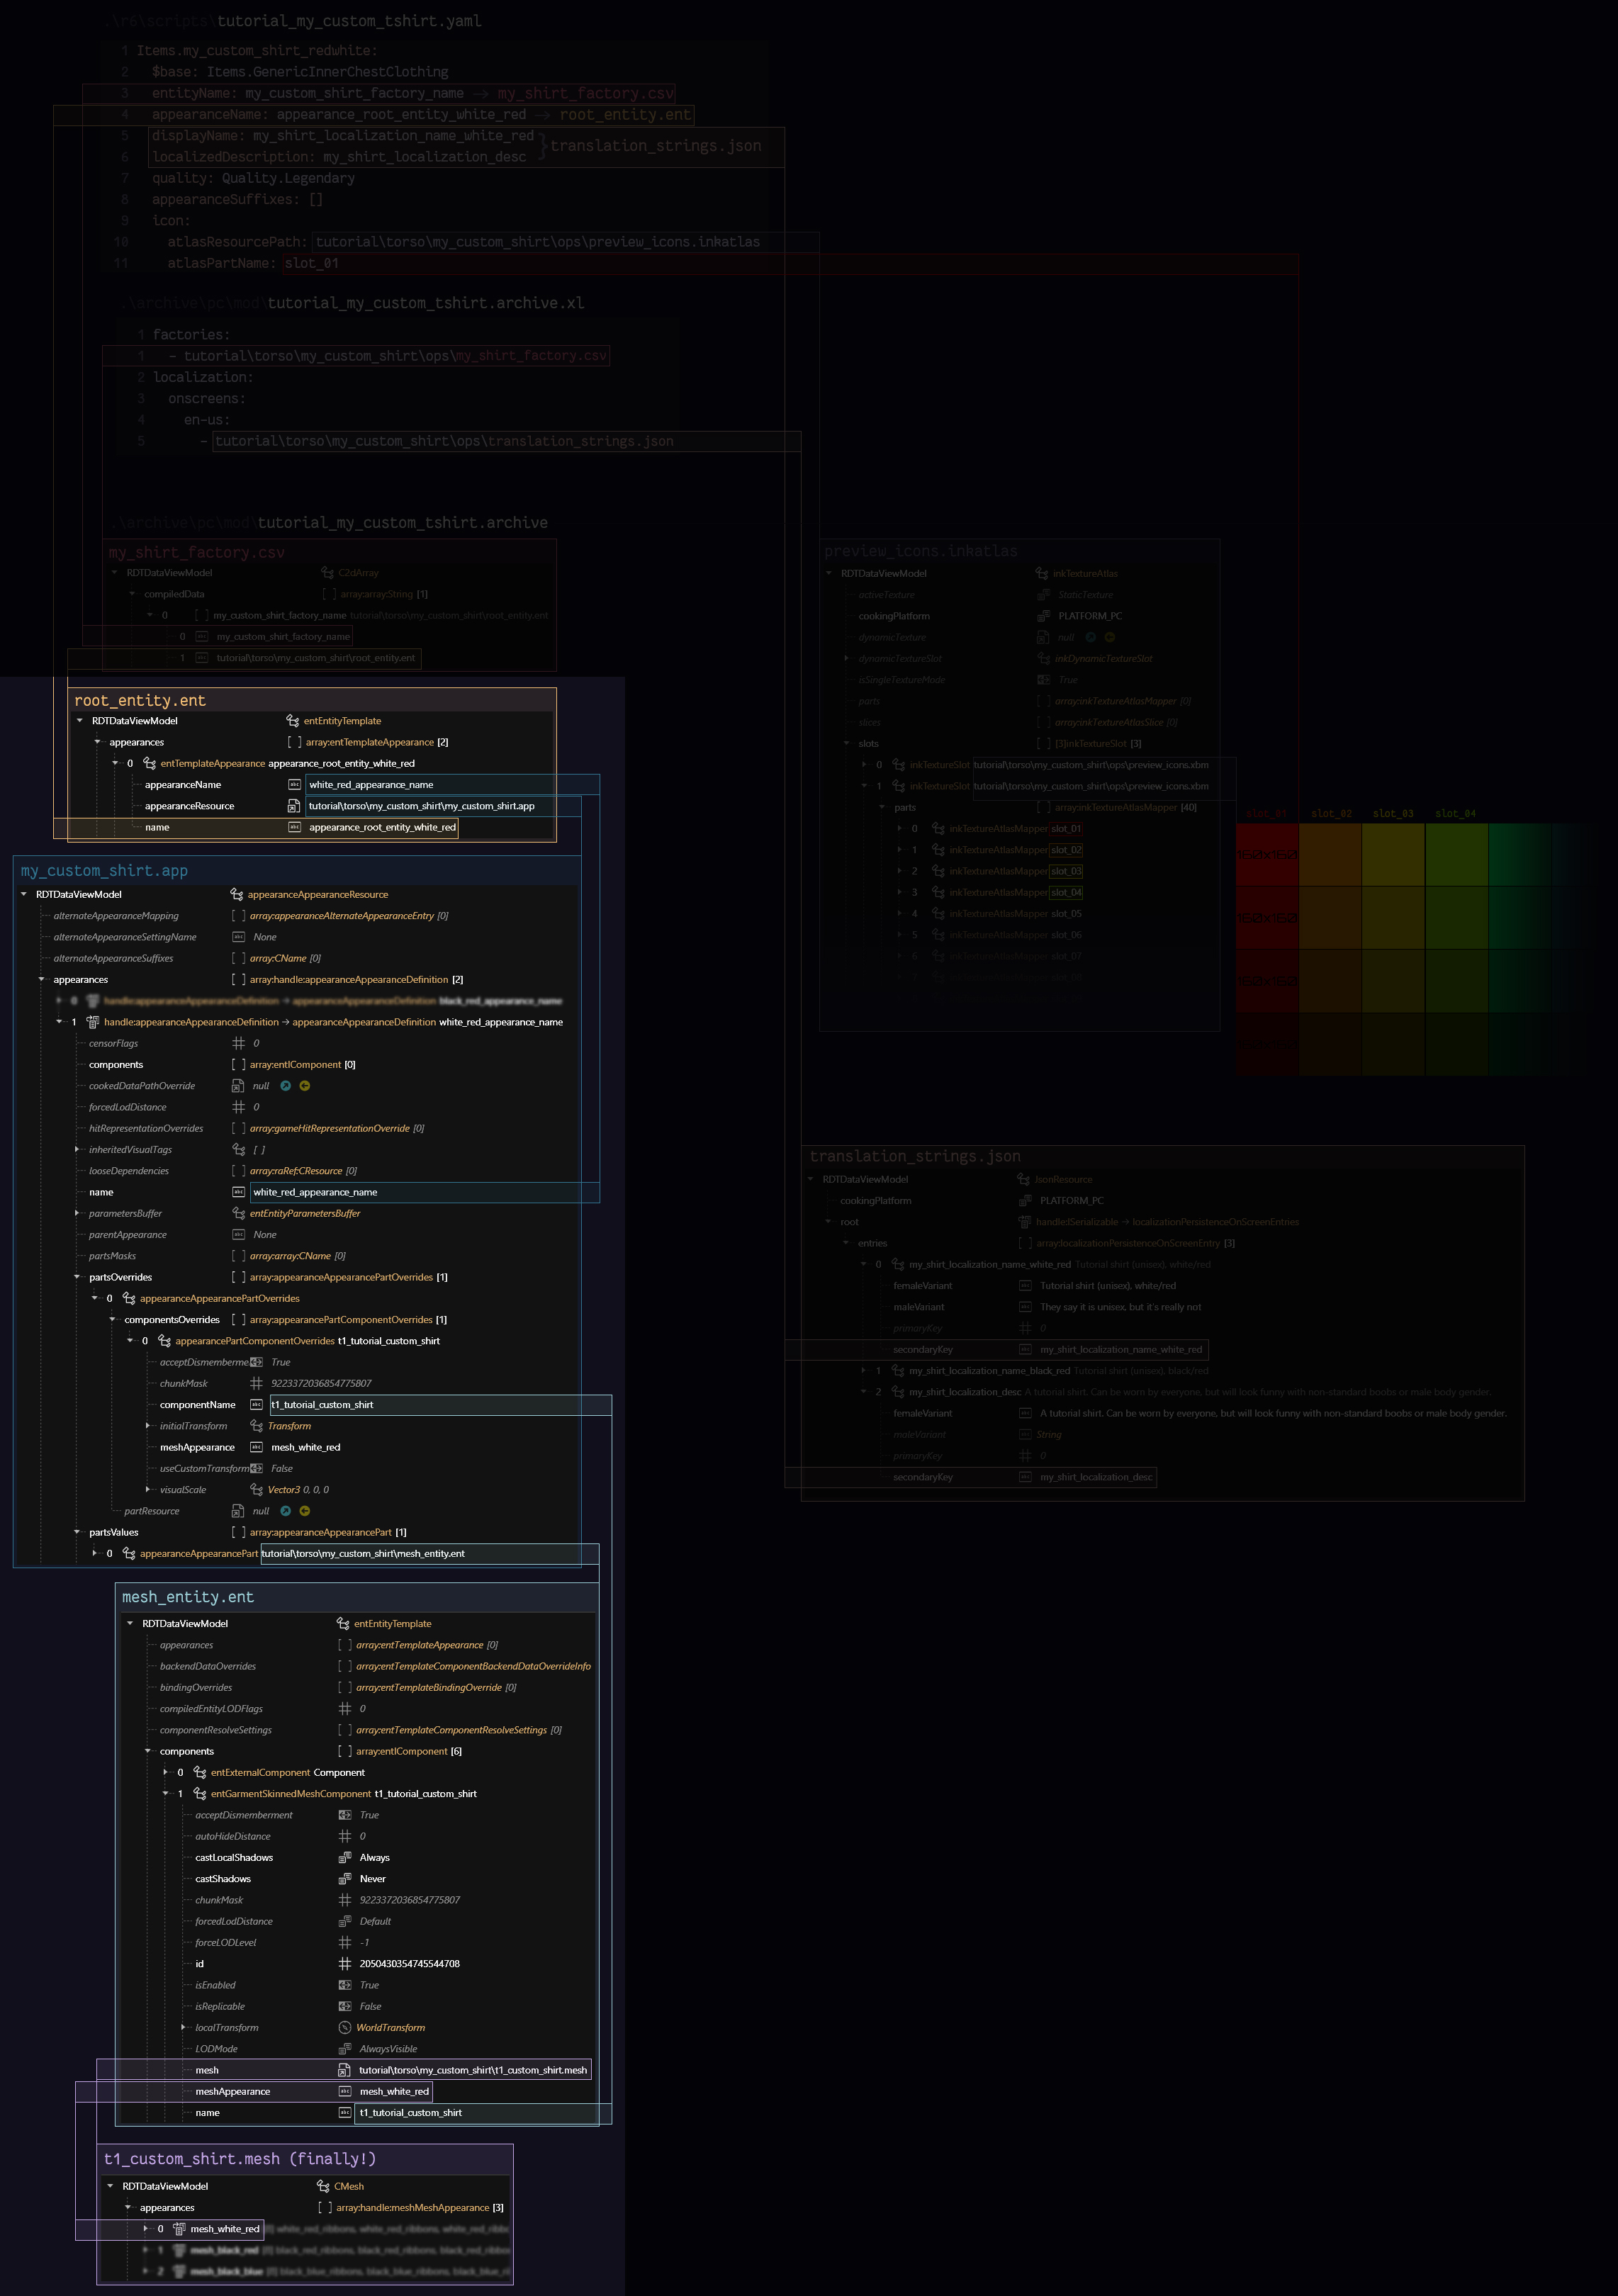 .\r6\scripts\tutorial_my_custom_tshirt.yaml
1 Items.my_custom_shirt_redwhite:
2 $base: Items.GenericInnerChestClothing
3 entityName: my_custom_shirt_factory_name → my_shirt_factory.csv
4 appearanceName: appearance_root_entity_white_red → root_entity.ent
5 displayName: my_shirt_localization_name_white_red
6 localizedDescription: my_shirt_localization_desc
}translation_strings.json
7 quality: Quality.Legendary
8 appearanceSuffixes: []
9 icon:
10 atlasResourcePath: tutorial\torso\my_custom_shirt\ops\preview_icons.inkatlas
11 atlasPartName: slot_01
.\archive\pc\mod\tutorial_my_custom_tshirt.archive.xl
1 factories:
1 - tutorial\torso\my_custom_shirt\ops\my_shirt_factory.csv
2 localization:
3 onscreens:
4 en-us:
5 - tutorial\torso\my_custom_shirt\ops\translation_strings.json
.\archive\pc\mod\tutorial_my_custom_tshirt.archive
my_shirt_factory.csv
RDTDataViewModel C2dArray
compiledData [ ] array:array:String [1]
0 [ ] my_custom_shirt_factory_name tutorial\torso\my_custom_shirt\root_entity.ent
0 abc my_custom_shirt_factory_name
1 abc tutorial\torso\my_custom_shirt\root_entity.ent
root_entity.ent
RDTDataViewModel entEntityTemplate
appearances [ ] array:entTemplateAppearance [2]
0 entTemplateAppearance appearance_root_entity_white_red
appearanceName abc white_red_appearance_name
appearanceResource tutorial\torso\my_custom_shirt\my_custom_shirt.app
name abc appearance_root_entity_white_red
my_custom_shirt.app
RDTDataViewModel appearanceAppearanceResource
alternateAppearanceMapping [ ] array:appearanceAlternateAppearanceEntry [0]
alternateAppearanceSettingName abc None
alternateAppearanceSuffixes [ ] array:CName [0]
appearances [ ] array:handle:appearanceAppearanceDefinition [2]
0 handle:appearanceAppearanceDefinition → appearanceAppearanceDefinition black_red_appearance_name
1 handle:appearanceAppearanceDefinition → appearanceAppearanceDefinition white_red_appearance_name
censorFlags 0
components [ ] array:entIComponent [0]
cookedDataPathOverride null
forcedLodDistance 0
hitRepresentationOverrides [ ] array:gameHitRepresentationOverride [0]
inheritedVisualTags [ ]
looseDependencies [ ] array:raRef:CResource [0]
name abc white_red_appearance_name
parametersBuffer entEntityParametersBuffer
parentAppearance abc None
partsMasks [ ] array:array:CName [0]
partsOverrides [ ] array:appearanceAppearancePartOverrides [1]
0 appearanceAppearancePartOverrides
componentsOverrides [ ] array:appearancePartComponentOverrides [1]
0 appearancePartComponentOverrides t1_tutorial_custom_shirt
acceptDismemberme True
chunkMask 9223372036854775807
componentName abc t1_tutorial_custom_shirt
initialTransform Transform
meshAppearance abc mesh_white_red
useCustomTransform False
visualScale Vector3 0, 0, 0
partResource null
partsValues [ ] array:appearanceAppearancePart [1]
0 appearanceAppearancePart tutorial\torso\my_custom_shirt\mesh_entity.ent
mesh_entity.ent
RDTDataViewModel entEntityTemplate
appearances [ ] array:entTemplateAppearance [0]
backendDataOverrides [ ] array:entTemplateComponentBackendDataOverrideInfo
bindingOverrides [ ] array:entTemplateBindingOverride [0]
compiledEntityLODFlags 0
componentResolveSettings [ ] array:entTemplateComponentResolveSettings [0]
components [ ] array:entIComponent [6]
0 entExternalComponent Component
1 entGarmentSkinnedMeshComponent t1_tutorial_custom_shirt
acceptDismemberment True
autoHideDistance 0
castLocalShadows Always
castShadows Never
chunkMask 9223372036854775807
forcedLodDistance Default
forceLODLevel -1
id 2050430354745544708
isEnabled True
isReplicable False
localTransform WorldTransform
LODMode AlwaysVisible
mesh tutorial\torso\my_custom_shirt\t1_custom_shirt.mesh
meshAppearance abc mesh_white_red
name abc t1_tutorial_custom_shirt
t1_custom_shirt.mesh (finally!)
RDTDataViewModel CMesh
appearances [ ] array:handle:meshMeshAppearance [3]
0 mesh_white_red white_red_ribbons, white_red_ribbons, white_red_ribbo
1 mesh_black_red black_red_ribbons, black_red_ribbons, black_red_ribbo
2 mesh_black_blue black_blue_ribbons, black_blue_ribbons, black_blue_r
preview_icons.inkatlas
RDTDataViewModel inkTextureAtlas
activeTexture StaticTexture
cookingPlatform PLATFORM_PC
dynamicTexture null
dynamicTextureSlot inkDynamicTextureSlot
isSingleTextureMode True
parts [ ] array:inkTextureAtlasMapper [0]
slices [ ] array:inkTextureAtlasSlice [0]
slots [ ] [3]inkTextureSlot [3]
0 inkTextureSlot tutorial\torso\my_custom_shirt\ops\preview_icons.xbm
1 inkTextureSlot tutorial\torso\my_custom_shirt\ops\preview_icons.xbm
parts [ ] array:inkTextureAtlasMapper [40]
0 inkTextureAtlasMapper slot_01
1 inkTextureAtlasMapper slot_02
2 inkTextureAtlasMapper slot_03
3 inkTextureAtlasMapper slot_04
4 inkTextureAtlasMapper slot_05
5 inkTextureAtlasMapper slot_06
6 inkTextureAtlasMapper slot_07
slot_01 slot_02 slot_03 slot_04
160x160
160x160
160x160
translation_strings.json
RDTDataViewModel JsonResource
cookingPlatform PLATFORM_PC
root handle:ISerializable → localizationPersistenceOnScreenEntries
entries [ ] array:localizationPersistenceOnScreenEntry [3]
0 my_shirt_localization_name_white_red Tutorial shirt (unisex), white/red
femaleVariant abc Tutorial shirt (unisex), white/red
maleVariant abc They say it is unisex, but it's really not
primaryKey 0
secondaryKey abc my_shirt_localization_name_white_red
1 my_shirt_localization_name_black_red Tutorial shirt (unisex), black/red
2 my_shirt_localization_desc A tutorial shirt. Can be worn by everyone, but will look funny with non-standard boobs or male body gender.
femaleVariant abc A tutorial shirt. Can be worn by everyone, but will look funny with non-standard boobs or male body gender.
maleVariant abc String
primaryKey 0
secondaryKey abc my_shirt_localization_desc